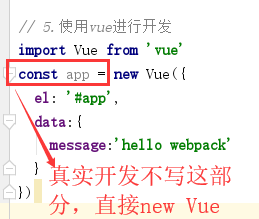 // 5.使用vue进行开发
import Vue from 'vue'
const app = new Vue({
el: '#app',
data:{
message:'hello webpack'
}
真实开发不写这部
分，直接new Vue
})